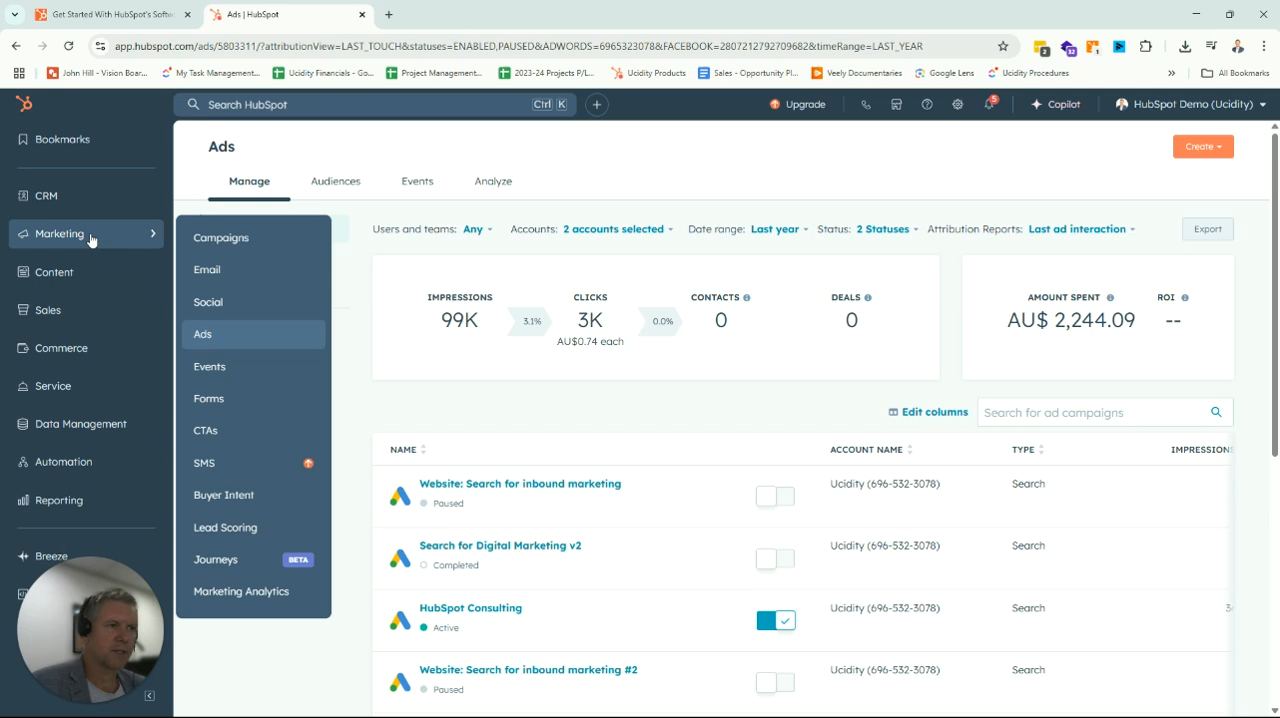 Get Started With HubSpot's Softw
Ads | HubSpot
app.hubspot.com/ads/5803311/?attributionView=LAST_TOUCH&statuses=ENABLED,PAUSED&ADWORDS=6965323078&FACEBOOK=2807212792709682&timeRange=LAST_YEAR
John Hill - Vision Boar...
My Task Management...
Ucidity Financials - Go...
Project Management...
2023-24 Projects P/L...
Ucidity Products
Sales - Opportunity Pl...
Veely Documentaries
Google Lens
Ucidity Procedures
All Bookmarks
Search HubSpot
Ctrl K
Upgrade
5
Copilot
HubSpot Demo (Ucidity)
Bookmarks
CRM
Marketing
Content
Sales
Commerce
Service
Data Management
Automation
Reporting
Breeze
Campaigns
Email
Social
Ads
Events
Forms
CTAs
SMS
Buyer Intent
Lead Scoring
Journeys BETA
Marketing Analytics
Ads
Create
Manage Audiences Events Analyze
Users and teams: Any Accounts: 2 accounts selected Date range: Last year Status: 2 Statuses Attribution Reports: Last ad interaction
Export
IMPRESSIONS CLICKS CONTACTS DEALS AMOUNT SPENT ROI
99K 3.1% 3K 0.0% 0 0 AU$ 2,244.09 --
AU$0.74 each
Edit columns
Search for ad campaigns
NAME ACCOUNT NAME TYPE IMPRESSIONS
Website: Search for inbound marketing Ucidity (696-532-3078) Search
Paused
Search for Digital Marketing v2 Ucidity (696-532-3078) Search
Completed
HubSpot Consulting Ucidity (696-532-3078) Search
Active
Website: Search for inbound marketing #2 Ucidity (696-532-3078) Search
Paused